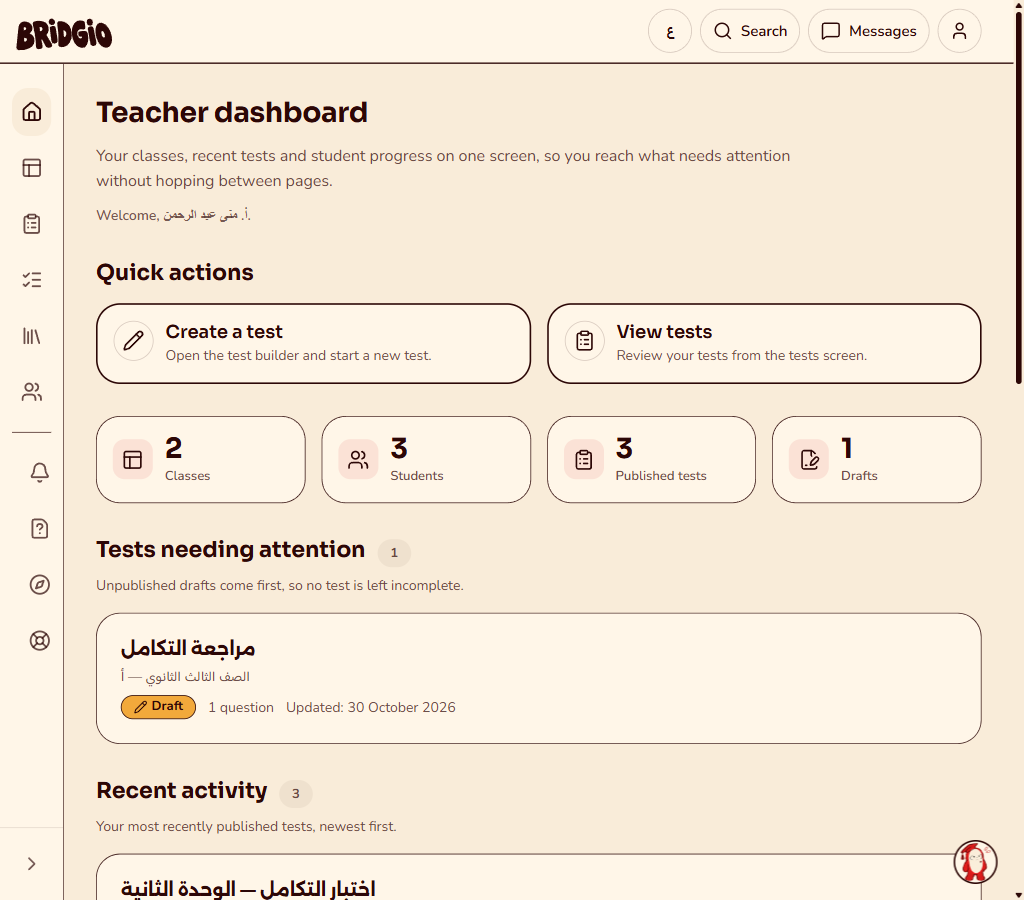 BRiDGiO
ع
Search
Messages
Teacher dashboard
Your classes, recent tests and student progress on one screen, so you reach what needs attention
without hopping between pages.
Welcome, أ. منى عبد الرحمن.
Quick actions
Create a test
Open the test builder and start a new test.
View tests
Review your tests from the tests screen.
2
Classes
3
Students
3
Published tests
1
Drafts
Tests needing attention 1
Unpublished drafts come first, so no test is left incomplete.
مراجعة التكامل
الصف الثالث الثانوي — أ
Draft 1 question Updated: 30 October 2026
Recent activity 3
Your most recently published tests, newest first.
اختبار التكامل — الوحدة الثانية